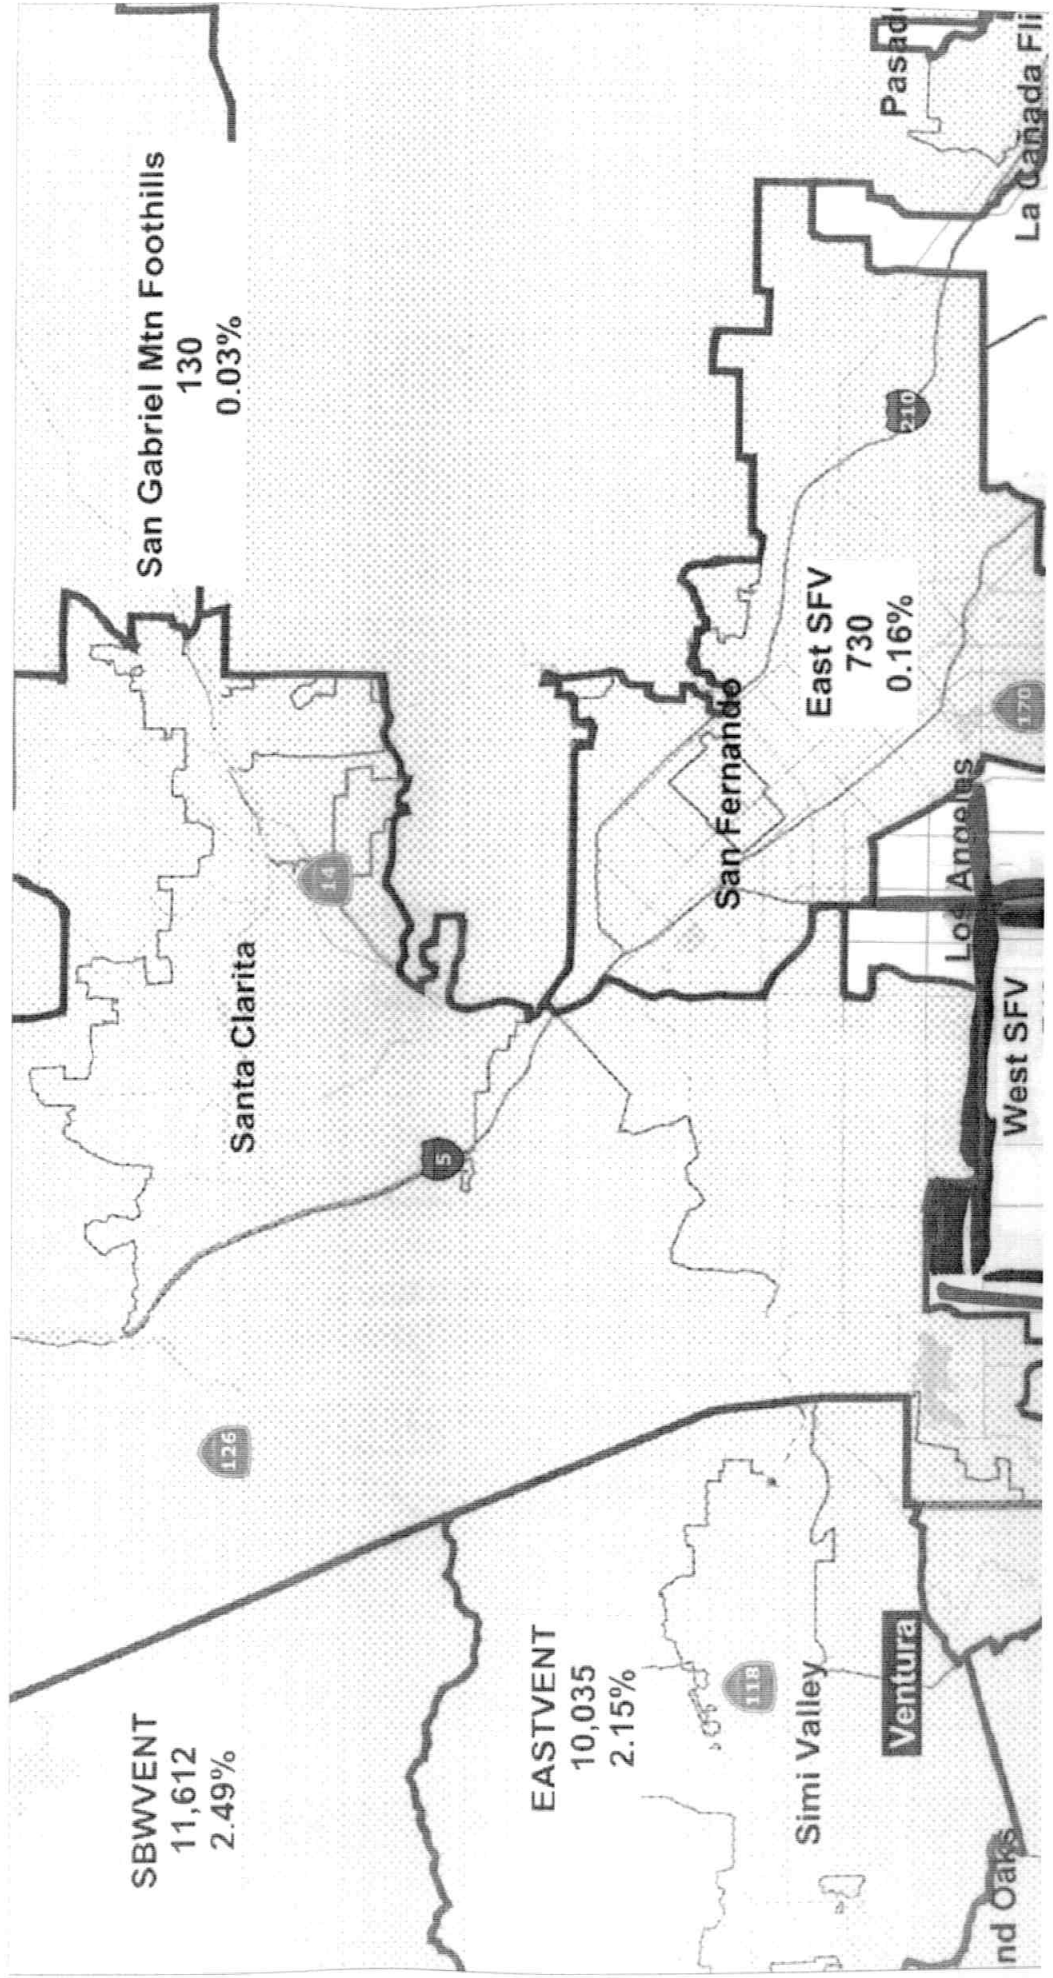 SBWVENT
11,612
2.49%
126
Santa Clarita
14
San Gabriel Mtn Foothills
130
0.03%
5
EASTVENT
10,035
2.15%
118
Simi Valley
Ventura
nd Oaks
San Fernando
East SFV
730
0.16%
210
170
Los Angeles
West SFV
Pasad
La Cañada Fli